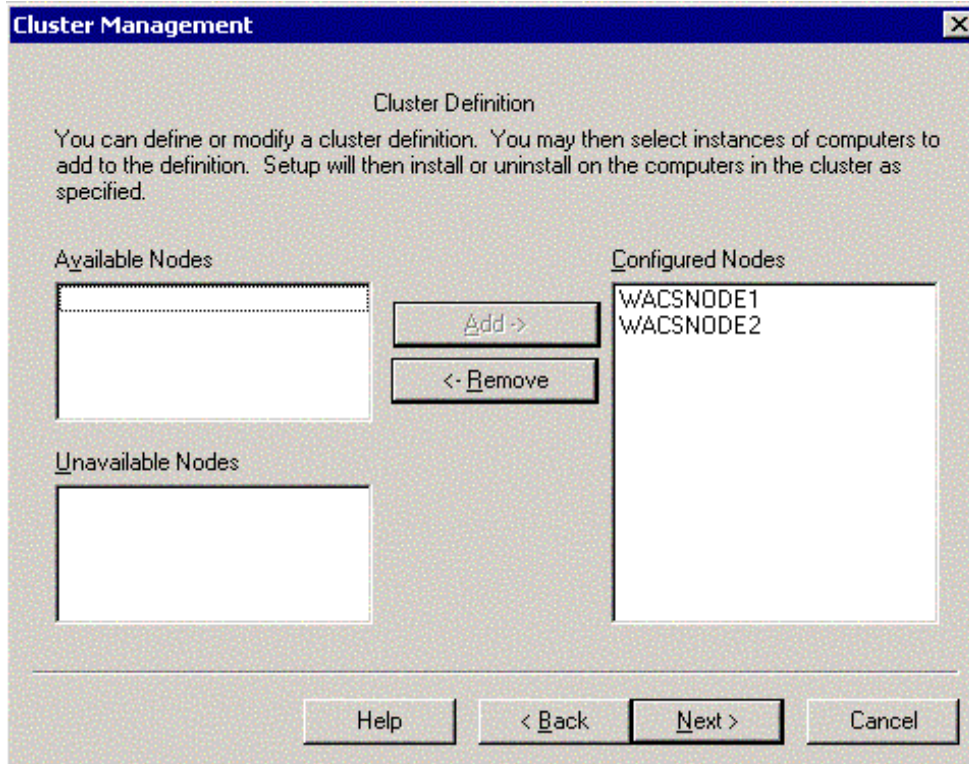 Cluster Management
Cluster Definition
You can define or modify a cluster definition. You may then select instances of computers to
add to the definition. Setup will then install or uninstall on the computers in the cluster as
specified.
Available Nodes
Configured Nodes
WACSNODE1
WACSNODE2
Add ->
<- Remove
Unavailable Nodes
Help
< Back
Next >
Cancel